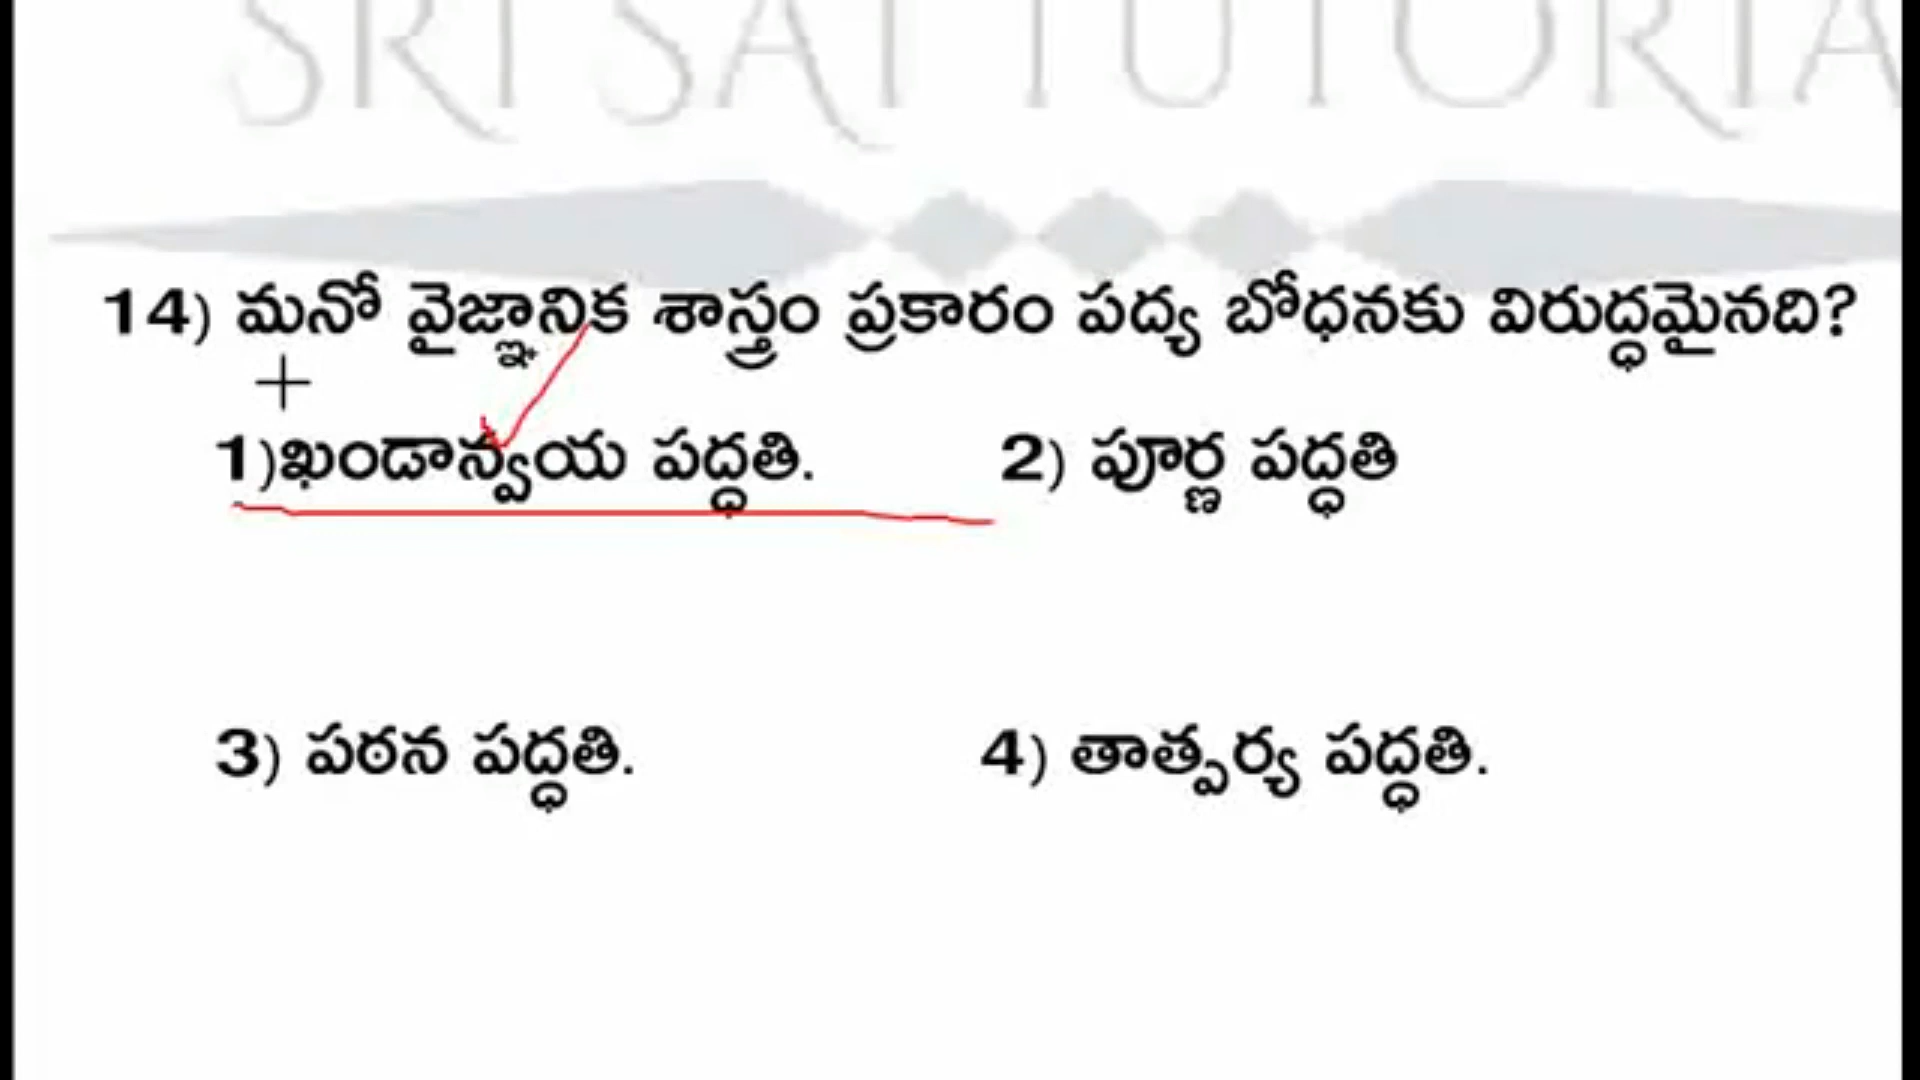 SRI SAI TUTORIA
14) మనో వైజ్ఞానిక శాస్త్రం ప్రకారం పద్య బోధనకు విరుద్ధమైనది?
1)ఖండాన్వయ పద్ధతి. 2) పూర్ణ పద్ధతి
3) పఠన పద్ధతి. 4) తాత్పర్య పద్ధతి.